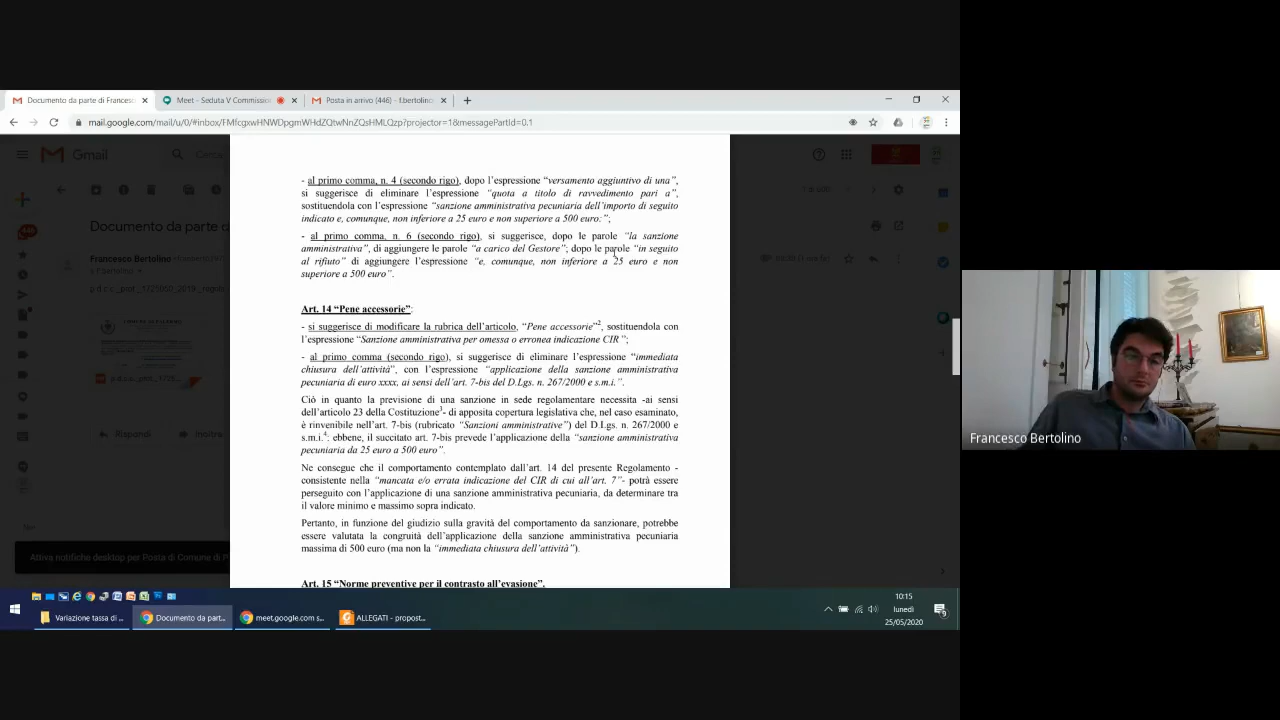 Documento da parte di Frances
Meet - Seduta V Commissio
Posta in arrivo (446) - f.bertolino
mail.google.com/mail/u/0/#inbox/FMfcgxwHNWDpgmWHdZQtwNnZQsHMLQzp?projector=1&messagePartId=0.1
Gmail
Documento da parte di
Francesco Bertolino
- al primo comma, n. 4 (secondo rigo), dopo l'espressione “versamento aggiuntivo di una”,
si suggerisce di eliminare l'espressione “quota a titolo di ravvedimento pari a”,
sostituendola con l'espressione “sanzione amministrativa pecuniaria dell'importo di seguito
indicato e, comunque, non inferiore a 25 euro e non superiore a 500 euro:”;
- al primo comma, n. 6 (secondo rigo), si suggerisce, dopo le parole “la sanzione
amministrativa”, di aggiungere le parole “a carico del Gestore”; dopo le parole “in seguito
al rifiuto” di aggiungere l'espressione “e, comunque, non inferiore a 25 euro e non
superiore a 500 euro”.
Art. 14 “Pene accessorie”:
- si suggerisce di modificare la rubrica dell'articolo, “Pene accessorie”2, sostituendola con
l'espressione “Sanzione amministrativa per omessa o erronea indicazione CIR ”;
- al primo comma (secondo rigo), si suggerisce di eliminare l'espressione “immediata
chiusura dell'attività”, con l'espressione “applicazione della sanzione amministrativa
pecuniaria di euro xxxx, ai sensi dell'art. 7-bis del D.Lgs. n. 267/2000 e s.m.i.”.
Ciò in quanto la previsione di una sanzione in sede regolamentare necessita -ai sensi
dell'articolo 23 della Costituzione3- di apposita copertura legislativa che, nel caso esaminato,
è rinvenibile nell'art. 7-bis (rubricato “Sanzioni amministrative”) del D.Lgs. n. 267/2000 e
s.m.i.4: ebbene, il succitato art. 7-bis prevede l'applicazione della “sanzione amministrativa
pecuniaria da 25 euro a 500 euro”.
Ne consegue che il comportamento contemplato dall'art. 14 del presente Regolamento -
consistente nella “mancata e/o errata indicazione del CIR di cui all'art. 7”- potrà essere
perseguito con l'applicazione di una sanzione amministrativa pecuniaria, da determinare tra
il valore minimo e massimo sopra indicato.
Pertanto, in funzione del giudizio sulla gravità del comportamento da sanzionare, potrebbe
essere valutata la congruità dell'applicazione della sanzione amministrativa pecuniaria
massima di 500 euro (ma non la “immediata chiusura dell'attività”).
Art. 15 “Norme preventive per il contrasto all'evasione”.
Rispondi
Inoltra
Attiva notifiche desktop per Posta di Comune di P
Francesco Bertolino
Variazione tassa di ...
Documento da part...
meet.google.com s...
ALLEGATI - propost...
10:15
lunedì
25/05/2020